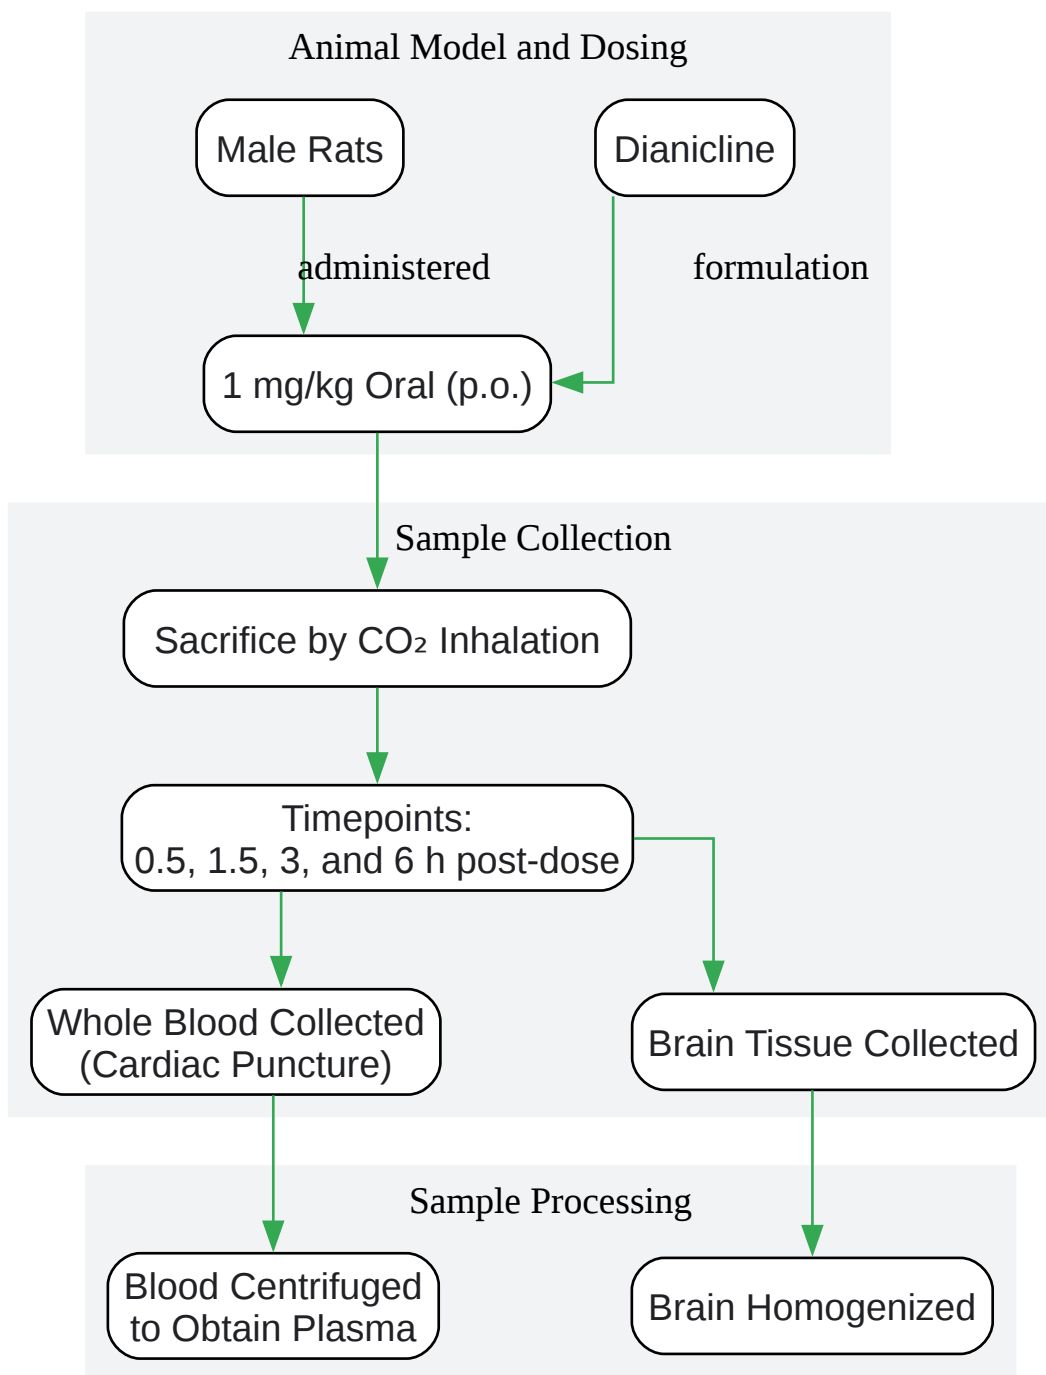 Animal Model and Dosing
Male Rats
Dianicline
administered
formulation
1 mg/kg Oral (p.o.)
Sample Collection
Sacrifice by CO₂ Inhalation
Timepoints:
0.5, 1.5, 3, and 6 h post-dose
Whole Blood Collected
(Cardiac Puncture)
Brain Tissue Collected
Sample Processing
Blood Centrifuged
to Obtain Plasma
Brain Homogenized